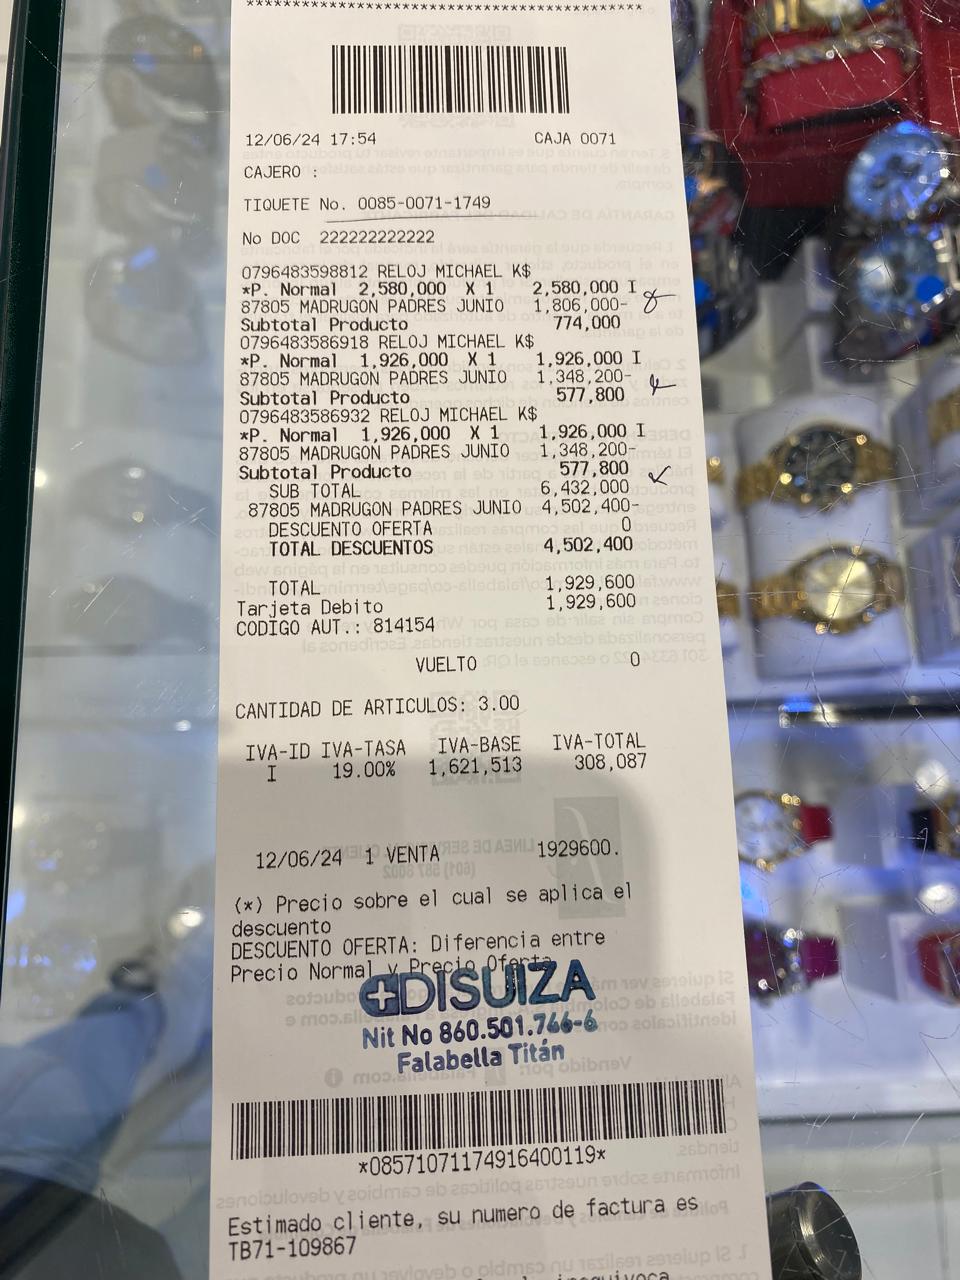 ****************************************
12/06/24 17:54 CAJA 0071
CAJERO :
TIQUETE No. 0085-0071-1749
No DOC 222222222222
0796483598812 RELOJ MICHAEL K$
*P. Normal 2,580,000 X 1 2,580,000 I
87805 MADRUGON PADRES JUNIO 1,806,000-
Subtotal Producto 774,000
0796483586918 RELOJ MICHAEL K$
*P. Normal 1,926,000 X 1 1,926,000 I
87805 MADRUGON PADRES JUNIO 1,348,200-
Subtotal Producto 577,800
0796483586932 RELOJ MICHAEL K$
*P. Normal 1,926,000 X 1 1,926,000 I
87805 MADRUGON PADRES JUNIO 1,348,200-
Subtotal Producto 577,800
SUB TOTAL 6,432,000
87805 MADRUGON PADRES JUNIO 4,502,400-
DESCUENTO OFERTA 0
TOTAL DESCUENTOS 4,502,400
TOTAL 1,929,600
Tarjeta Debito 1,929,600
CODIGO AUT.: 814154
VUELTO 0
CANTIDAD DE ARTICULOS: 3.00
IVA-ID IVA-TASA IVA-BASE IVA-TOTAL
I 19.00% 1,621,513 308,087
12/06/24 1 VENTA 1929600.
(*) Precio sobre el cual se aplica el
descuento
DESCUENTO OFERTA: Diferencia entre
Precio Normal y Precio Oferta
DISUIZA
Nit No 860.501.766-6
Falabella Titán
*08571071174916400119*
Estimado cliente, su numero de factura es
TB71-109867